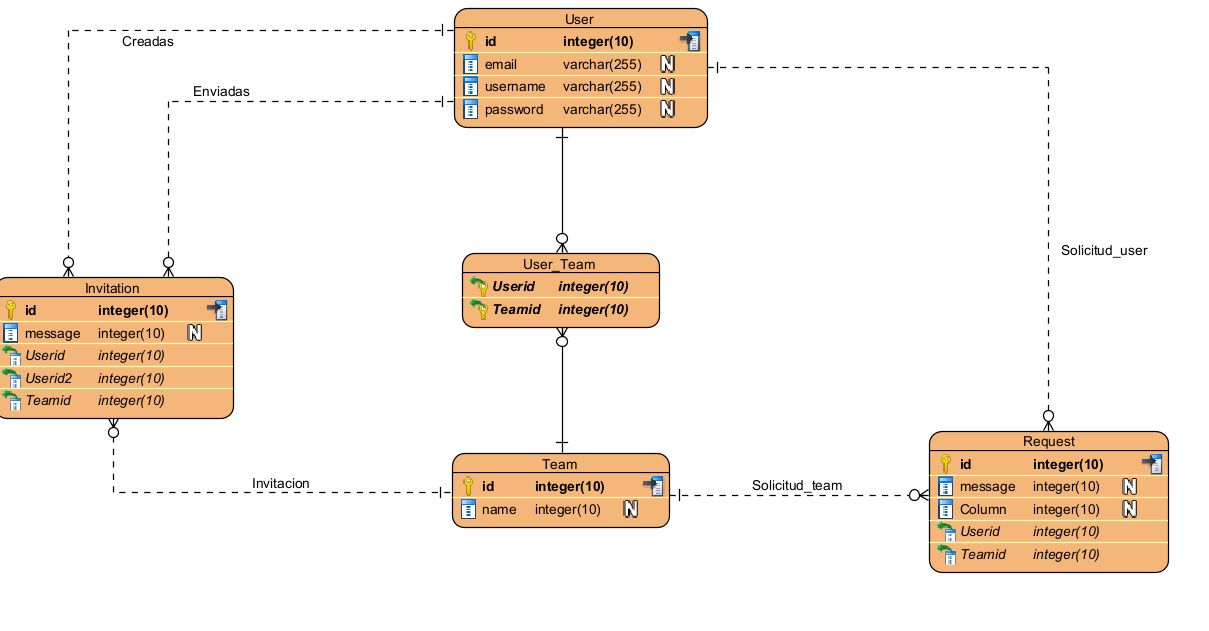 User
id integer(10)
email varchar(255) N
username varchar(255) N
password varchar(255) N
Creadas
Enviadas
User_Team
Userid integer(10)
Teamid integer(10)
Solicitud_user
Invitation
id integer(10)
message integer(10) N
Userid integer(10)
Userid2 integer(10)
Teamid integer(10)
Invitacion
Team
id integer(10)
name integer(10) N
Solicitud_team
Request
id integer(10)
message integer(10) N
Column integer(10) N
Userid integer(10)
Teamid integer(10)